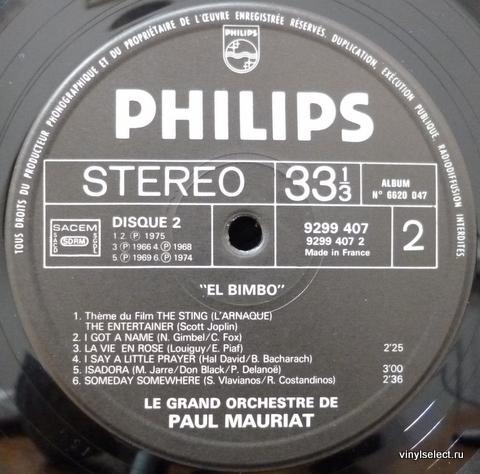 TOUS DROITS DU PRODUCTEUR PHONOGRAPHIQUE ET DU PROPRIÉTAIRE DE L'ŒUVRE ENREGISTRÉE RÉSERVÉS. DUPLICATION, EXÉCUTION PUBLIQUE, RADIODIFFUSION INTERDITES
PHILIPS
PHILIPS
STEREO 33 1/3 ALBUM
N° 6620 047
SACEM
SACD SDRM SGDL
DISQUE 2
1.2. Ⓟ 1975
3 Ⓟ 1966 4 Ⓟ 1968
5 Ⓟ 1969 6 Ⓟ 1974
9299 407
9299 407 2
Made in France
2
"EL BIMBO"
1. Thème du Film THE STING (L'ARNAQUE)
THE ENTERTAINER (Scott Joplin)
2. I GOT A NAME (N. Gimbel/C. Fox)
3. LA VIE EN ROSE (Louiguy/E. Piaf) 2'25
4. I SAY A LITTLE PRAYER (Hal David/B. Bacharach)
5. ISADORA (M. Jarre/Don Black/P. Delanoë) 3'00
6. SOMEDAY SOMEWHERE (S. Vlavianos/R. Costandinos) 2'36
LE GRAND ORCHESTRE DE
PAUL MAURIAT
vinylselect.ru